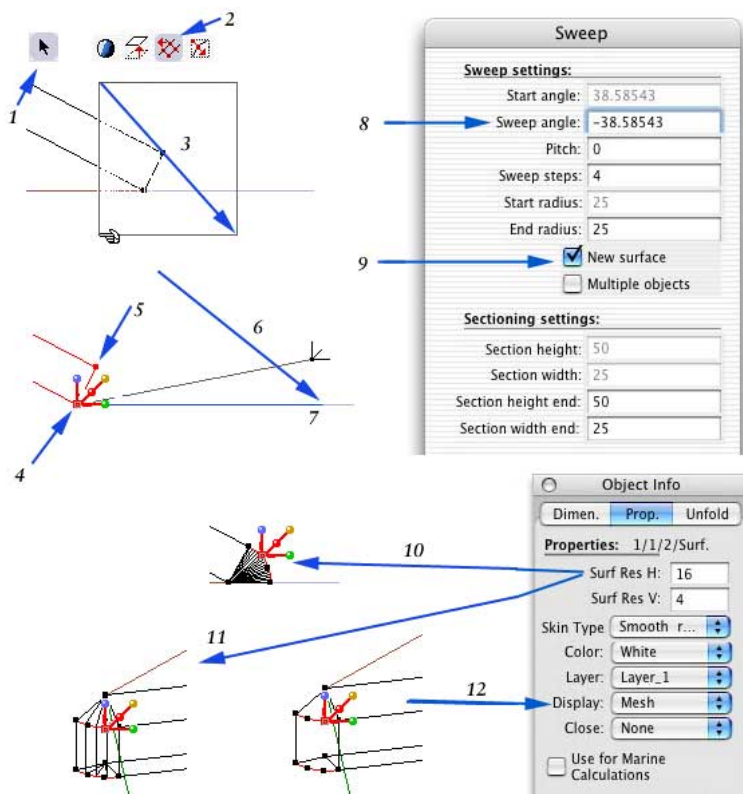 2
1
3
5
6
7
4
8
9
Sweep
Sweep settings:
Start angle: 38.58543
Sweep angle: -38.58543
Pitch: 0
Sweep steps: 4
Start radius: 25
End radius: 25
New surface
Multiple objects
Sectioning settings:
Section height: 50
Section width: 25
Section height end: 50
Section width end: 25
10
11
12
Object Info
Dimen. Prop. Unfold
Properties: 1/1/2/Surf.
Surf Res H: 16
Surf Res V: 4
Skin Type Smooth r...
Color: White
Layer: Layer_1
Display: Mesh
Close: None
Use for Marine
Calculations